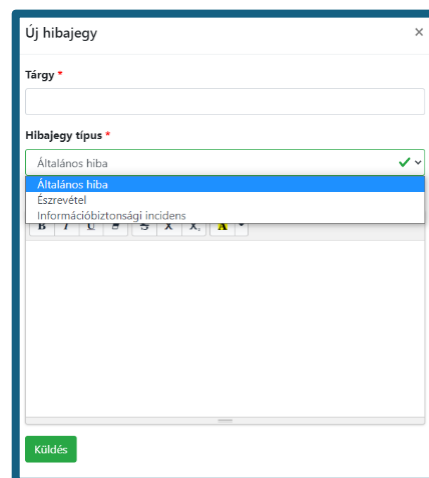 Új hibajegy ×
Tárgy *
Hibajegy típus *
Általános hiba
Általános hiba
Észrevétel
Információbiztonsági incidens
B I U S X X, A
Küldés